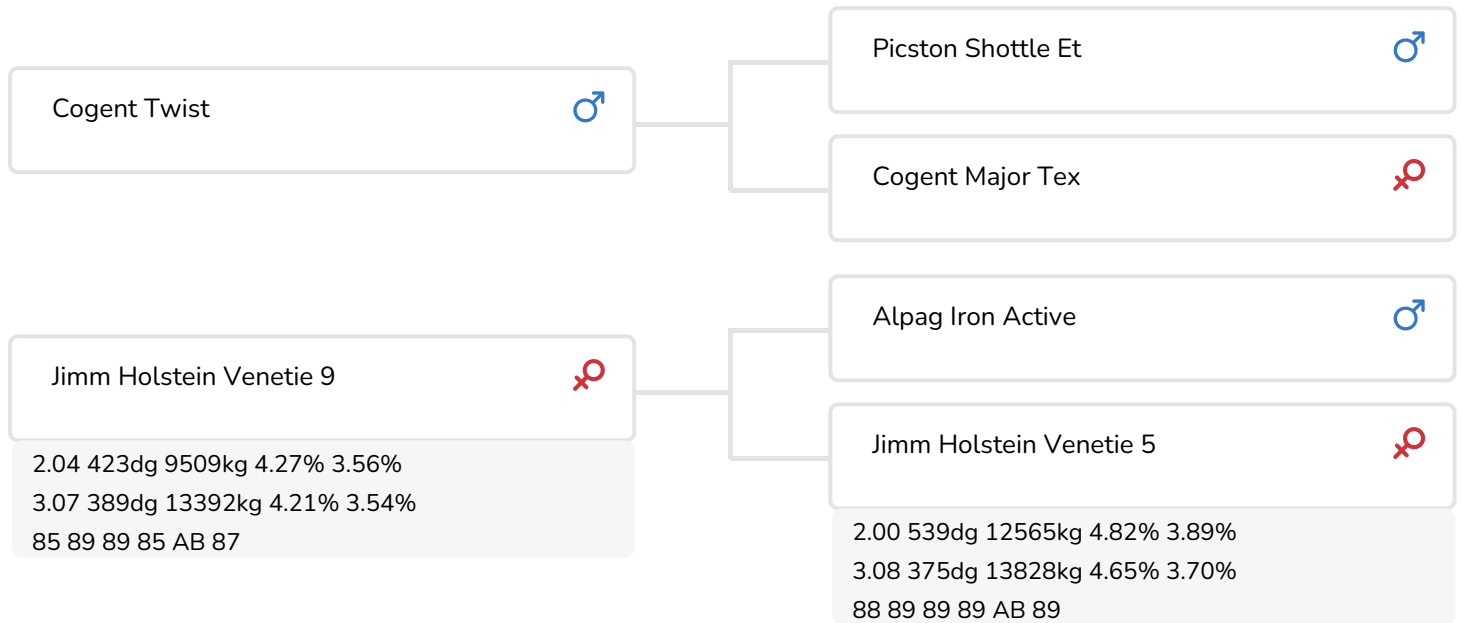 Cogent Twist
Picston Shottle Et
Cogent Major Tex
Jimm Holstein Venetie 9
2.04 423dg 9509kg 4.27% 3.56%
3.07 389dg 13392kg 4.21% 3.54%
85 89 89 85 AB 87
Alpag Iron Active
Jimm Holstein Venetie 5
2.00 539dg 12565kg 4.82% 3.89%
3.08 375dg 13828kg 4.65% 3.70%
88 89 89 89 AB 89